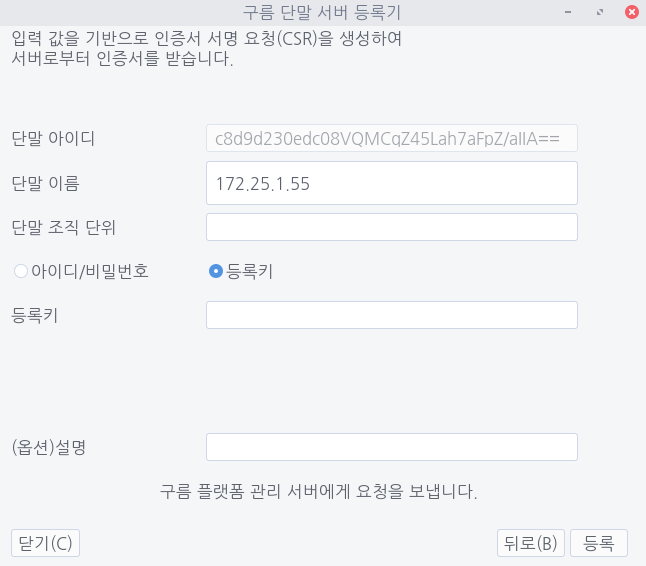 구름 단말 서버 등록기
입력 값을 기반으로 인증서 서명 요청(CSR)을 생성하여
서버로부터 인증서를 받습니다.
단말 아이디 c8d9d230edc08VQMCqZ45Lah7aFpZ/aIIA==
단말 이름 172.25.1.55
단말 조직 단위
아이디/비밀번호 등록키
등록키
(옵션)설명
구름 플랫폼 관리 서버에게 요청을 보냅니다.
닫기(C) 뒤로(B) 등록